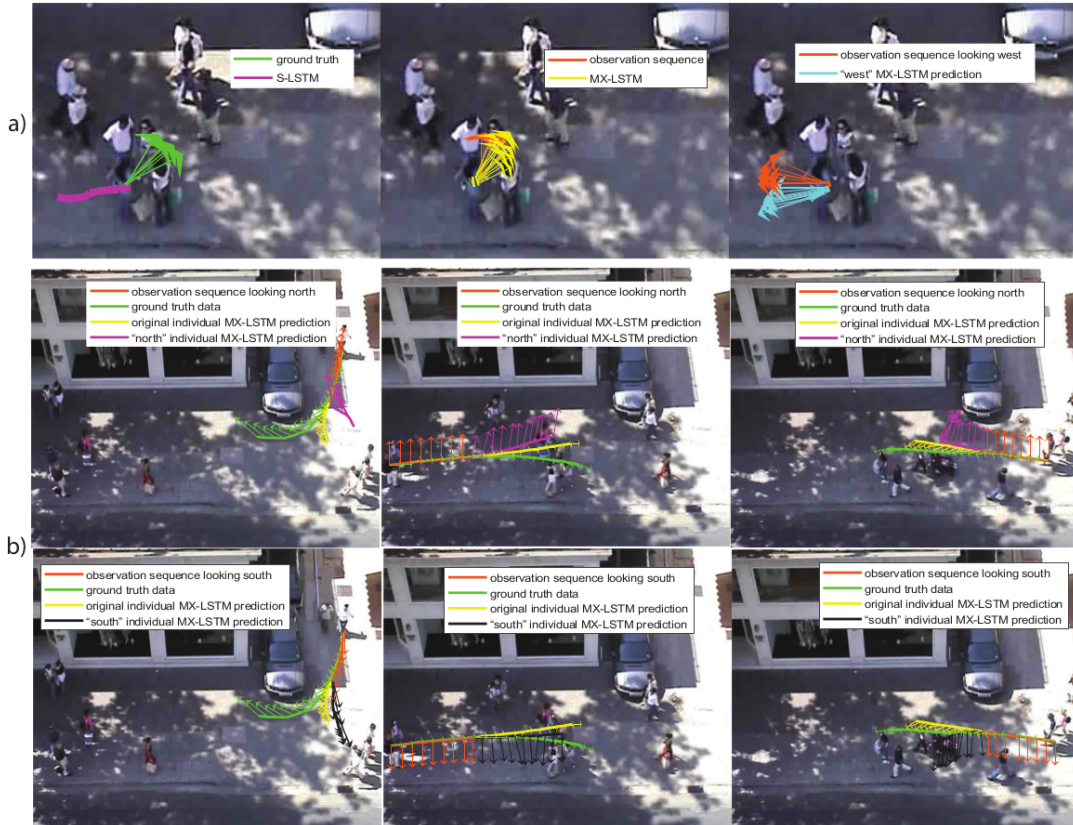 a)
ground truth
S-LSTM
observation sequence
MX-LSTM
observation sequence looking west
“west” MX-LSTM prediction
b)
observation sequence looking north
ground truth data
original individual MX-LSTM prediction
“north” individual MX-LSTM prediction
observation sequence looking north
ground truth data
original individual MX-LSTM prediction
“north” individual MX-LSTM prediction
observation sequence looking north
ground truth data
original individual MX-LSTM prediction
“north” individual MX-LSTM prediction
observation sequence looking south
ground truth data
original individual MX-LSTM prediction
“south” individual MX-LSTM prediction
observation sequence looking south
ground truth data
original individual MX-LSTM prediction
“south” individual MX-LSTM prediction
observation sequence looking south
ground truth data
original individual MX-LSTM prediction
“south” individual MX-LSTM prediction